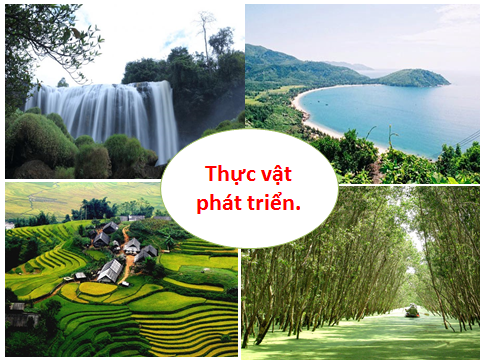 Thực vật
phát triển.